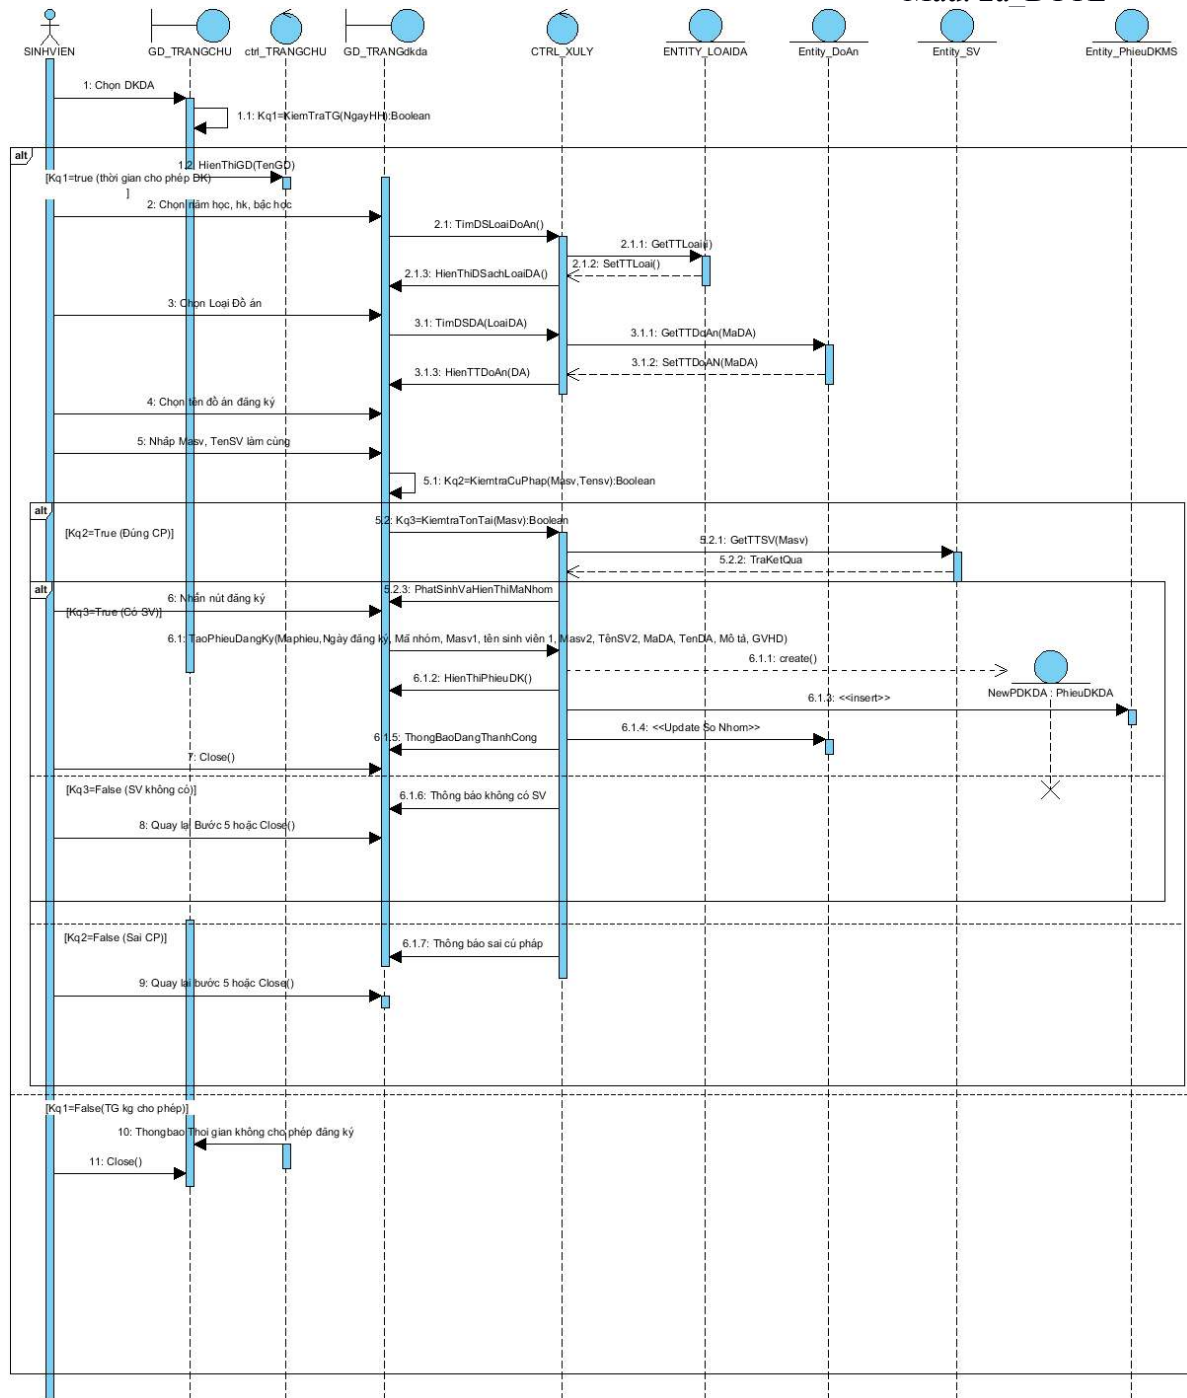 SINHVIEN
GD_TRANGCHU
ctrl_TRANGCHU
GD_TRANGdkda
CTRL_XULY
ENTITY_LOAIDA
Entity_DoAn
Entity_SV
Entity_PhieuDKMS
1: Chọn DKDA
1.1: Kq1=KiemTraTG(NgayHH):Boolean
alt
1.2: HienThiGD(TenGD)
[Kq1=true (thời gian cho phép ĐK)
]
2: Chọn năm học, hk, bậc học
2.1: TimDSLoaiDoAn()
2.1.1: GetTTLoai()
2.1.2: SetTTLoai()
2.1.3: HienThiDSachLoaiDA()
3: Chọn Loại Đồ án
3.1: TimDSDA(LoaiDA)
3.1.1: GetTTDoAn(MaDA)
3.1.2: SetTTDoAN(MaDA)
3.1.3: HienTTDoAn(DA)
4: Chọn tên đồ án đăng ký
5: Nhấp Masv, TenSV làm cùng
5.1: Kq2=KiemtraCuPhap(Masv,Tensv):Boolean
alt
5.2: Kq3=KiemtraTonTai(Masv):Boolean
[Kq2=True (Đúng CP)]
5.2.1: GetTTSV(Masv)
5.2.2: TraKetQua
alt
5.2.3: PhatSinhVaHienThiMaNhom
6: Nhấn nút đăng ký
[Kq3=True (Có SV)]
6.1: TaoPhieuDangKy(Maphieu,Ngày đăng ký, Mã nhóm, Masv1, tên sinh viên 1, Masv2, TênSV2, MaDA, TenDA, Mô tả, GVHD)
6.1.1: create()
6.1.2: HienThiPhieuDK()
NewPDKDA : PhieuDKDA
6.1.3: <<insert>>
6.1.4: <<Update So Nhom>>
6.1.5: ThongBaoDangThanhCong
7: Close()
[Kq3=False (SV không có)]
6.1.6: Thông báo không có SV
8: Quay lại Bước 5 hoặc Close()
[Kq2=False (Sai CP)]
6.1.7: Thông báo sai cú pháp
9: Quay lại bước 5 hoặc Close()
[Kq1=False(TG kg cho phép)]
10: Thongbao Thoi gian không cho phép đăng ký
11: Close()